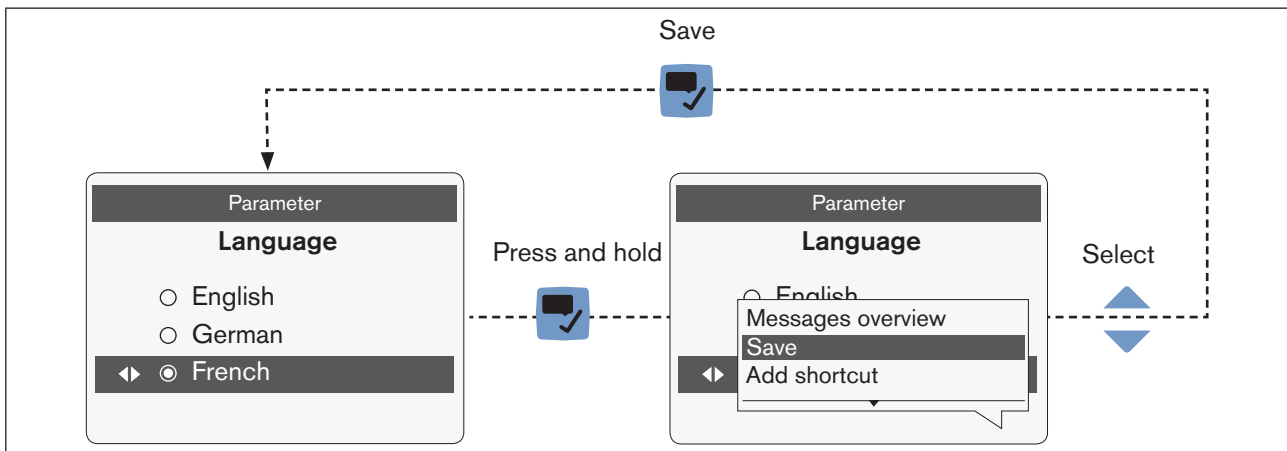 Save
Parameter
Language
English
German
French
Press and hold
Parameter
Language
English
Messages overview
Save
Add shortcut
Select